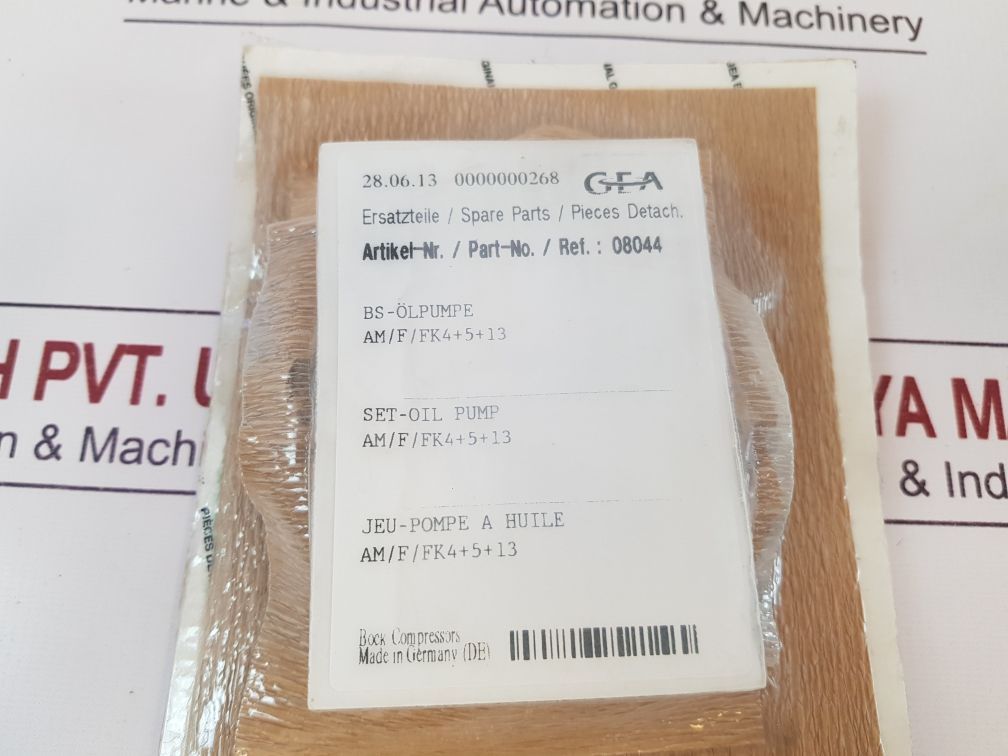 Marine & Industrial Automation & Machinery
28.06.13 0000000268 GEA
Ersatzteile / Spare Parts / Pieces Detach.
Artikel-Nr. / Part-No. / Ref. : 08044
BS-ÖLPUMPE
AM/F/FK4+5+13
SET-OIL PUMP
AM/F/FK4+5+13
JEU-POMPE A HUILE
AM/F/FK4+5+13
Bock Compressors
Made in Germany (DE)
H PVT.
n & Machi
YA M
& Ind
PIÈCES